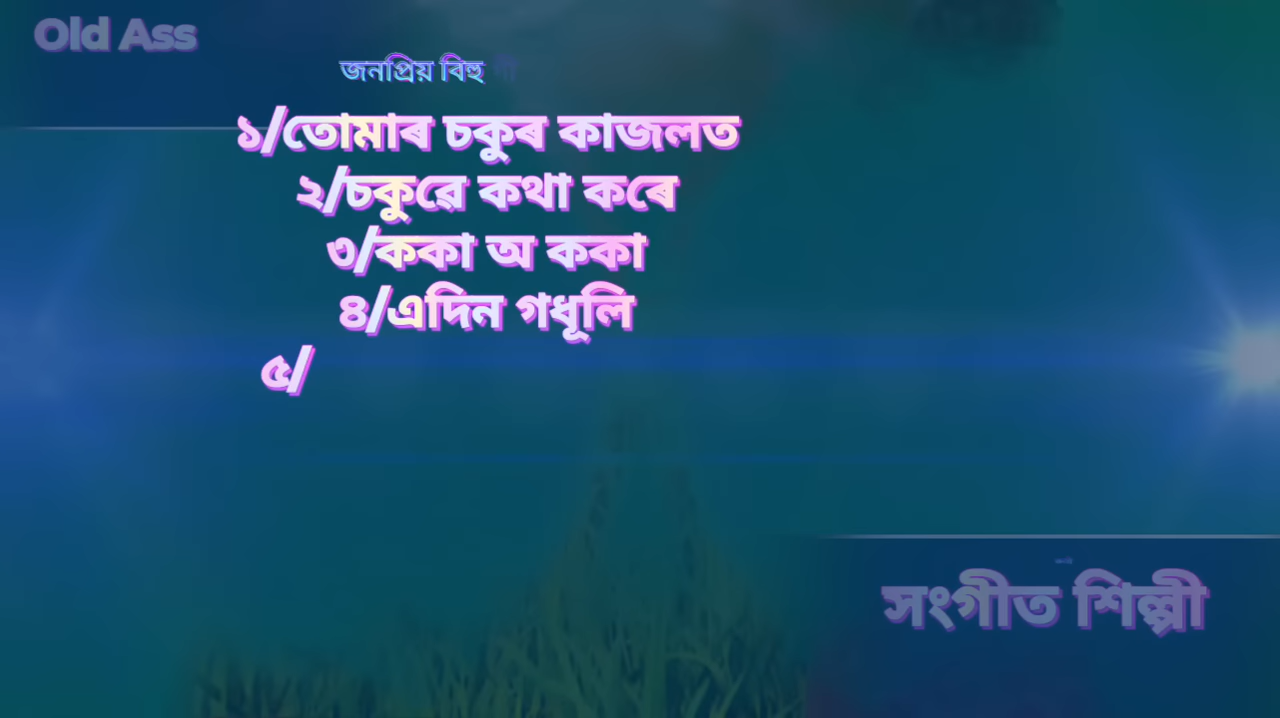 Old Ass
জনপ্ৰিয় বিহু
১/তোমাৰ চকুৰ কাজলত
২/চকুৱে কথা কৰে
৩/ককা অ ককা
৪/এদিন গধূলি
৫/
সংগীত শিল্পী